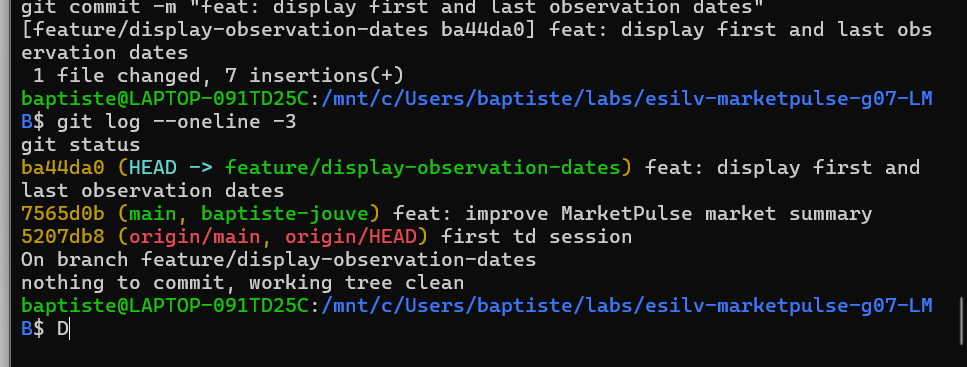 git commit -m "feat: display first and last observation dates"
[feature/display-observation-dates ba44da0] feat: display first and last obs
ervation dates
 1 file changed, 7 insertions(+)
baptiste@LAPTOP-091TD25C:/mnt/c/Users/baptiste/labs/esilv-marketpulse-g07-LM
B$ git log --oneline -3
git status
ba44da0 (HEAD -> feature/display-observation-dates) feat: display first and
last observation dates
7565d0b (main, baptiste-jouve) feat: improve MarketPulse market summary
5207db8 (origin/main, origin/HEAD) first td session
On branch feature/display-observation-dates
nothing to commit, working tree clean
baptiste@LAPTOP-091TD25C:/mnt/c/Users/baptiste/labs/esilv-marketpulse-g07-LM
B$ D